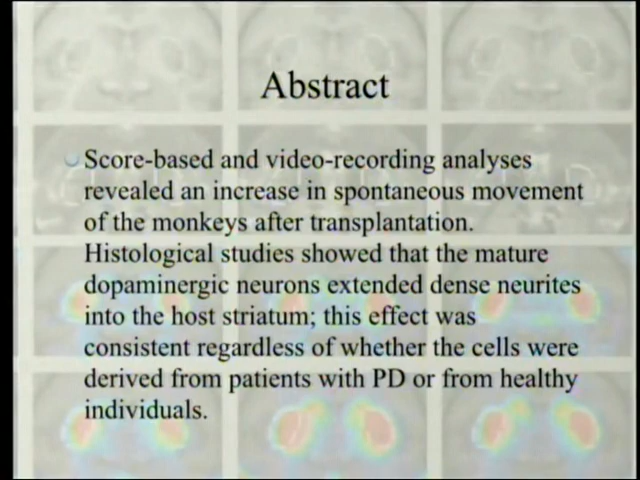 Abstract
Score-based and video-recording analyses
revealed an increase in spontaneous movement
of the monkeys after transplantation.
Histological studies showed that the mature
dopaminergic neurons extended dense neurites
into the host striatum; this effect was
consistent regardless of whether the cells were
derived from patients with PD or from healthy
individuals.